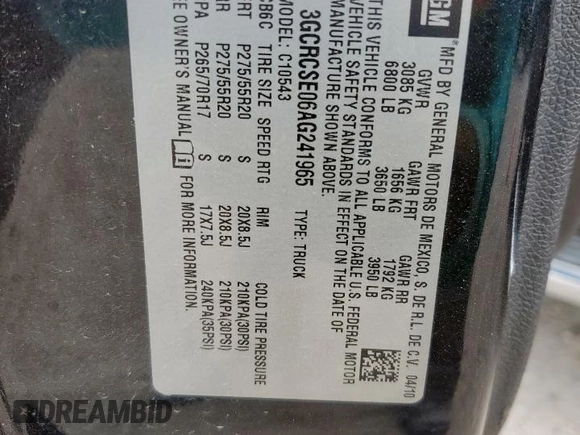 GM
MFD BY GENERAL MOTORS DE MEXICO, S. DE R.L. DE C.V. 04/10
GVWR GAWR FRT GAWR RR
3085 KG 1656 KG 1792 KG
6800 LB 3650 LB 3950 LB
THIS VEHICLE CONFORMS TO ALL APPLICABLE U.S. FEDERAL MOTOR
VEHICLE SAFETY STANDARDS IN EFFECT ON THE DATE OF
MANUFACTURE SHOWN ABOVE.
3GCRCSE06AG241965 TYPE: TRUCK
MODEL: C10543
TIRE SIZE SPEED RTG RIM COLD TIRE PRESSURE
FRT P275/55R20 S 20X8.5J 210KPA(30PSI)
RR P275/55R20 S 20X8.5J 210KPA(30PSI)
SPA P265/70R17 S 17X7.5J 240KPA(35PSI)
SEE OWNER'S MANUAL FOR MORE INFORMATION.
DREAMBID